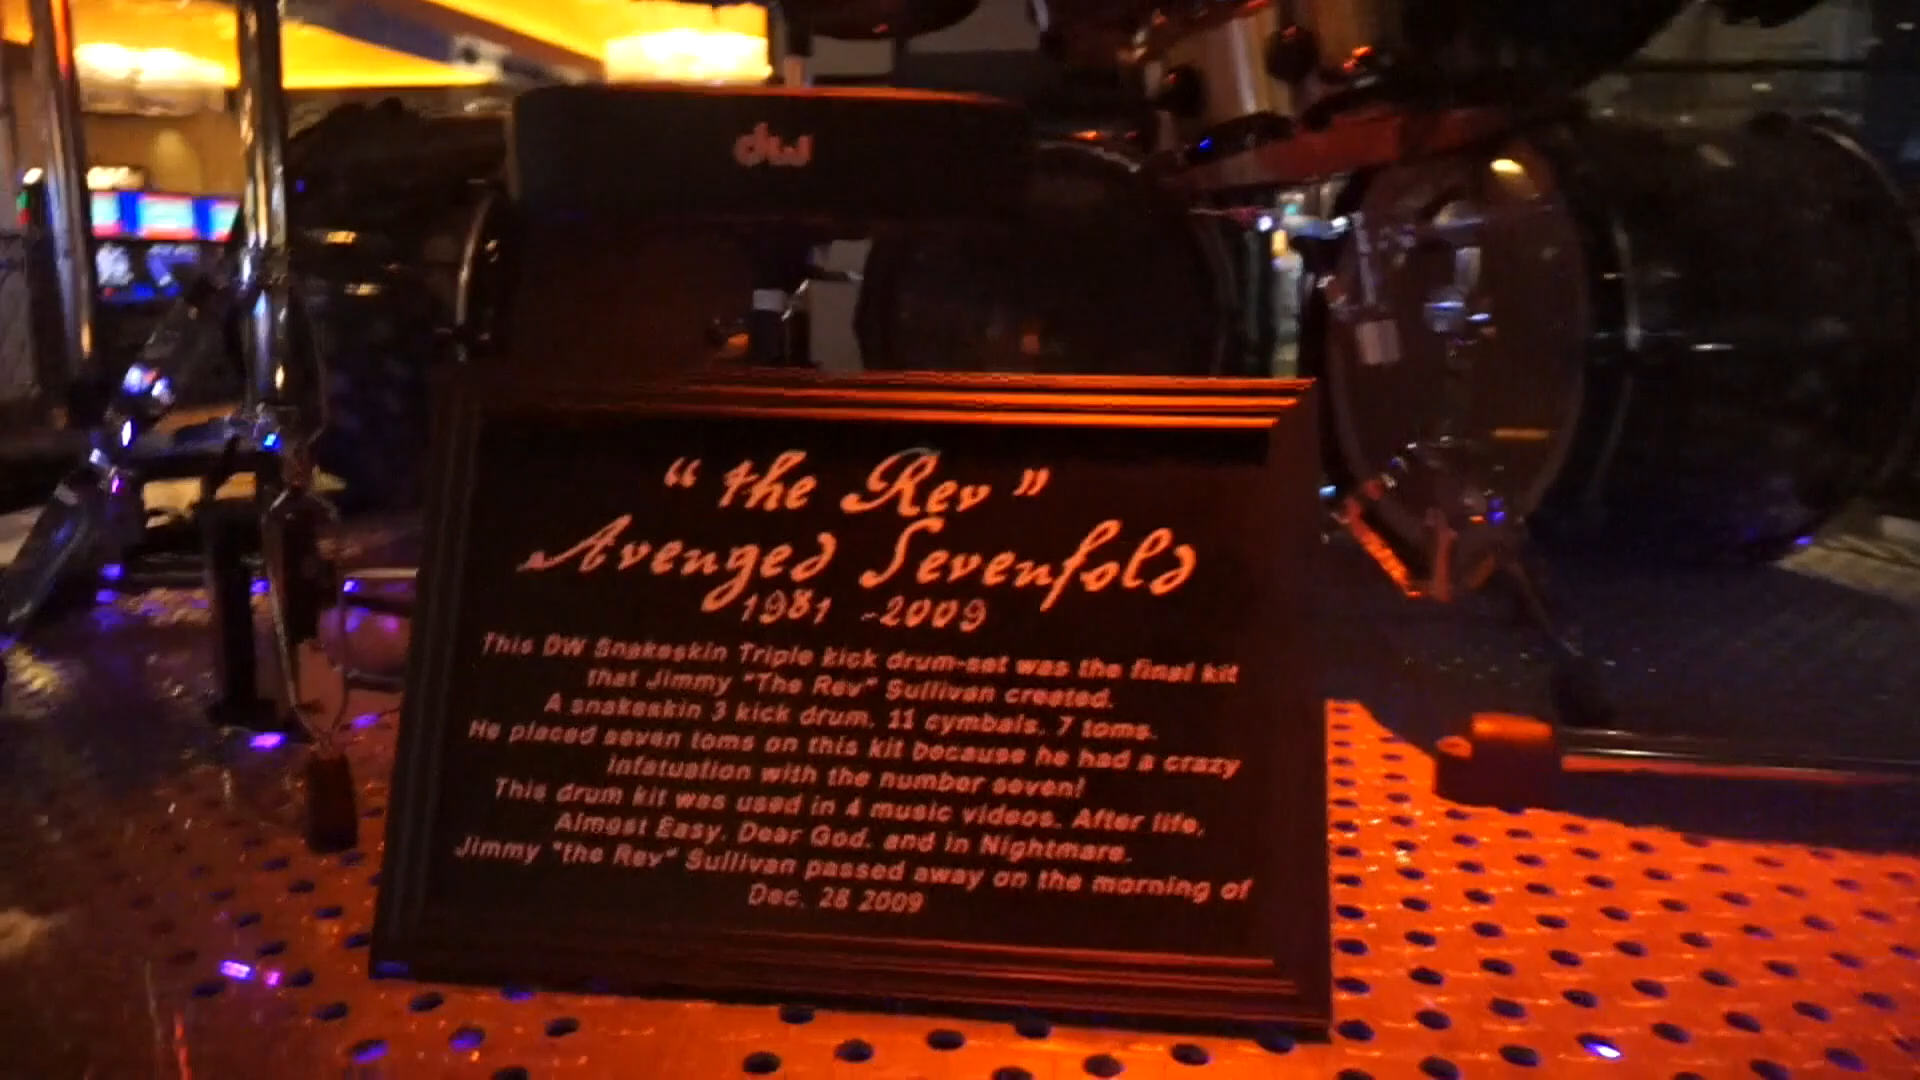 dw
“ the Rev ”
Avenged Sevenfold
1981 -2009
This DW Snakeskin Triple kick drum-set was the final kit
that Jimmy "The Rev" Sullivan created.
A snakeskin 3 kick drum, 11 cymbals, 7 toms.
He placed seven toms on this kit because he had a crazy
infatuation with the number seven!
This drum kit was used in 4 music videos. After life,
Almost Easy, Dear God, and in Nightmare.
Jimmy "the Rev" Sullivan passed away on the morning of
Dec. 28 2009